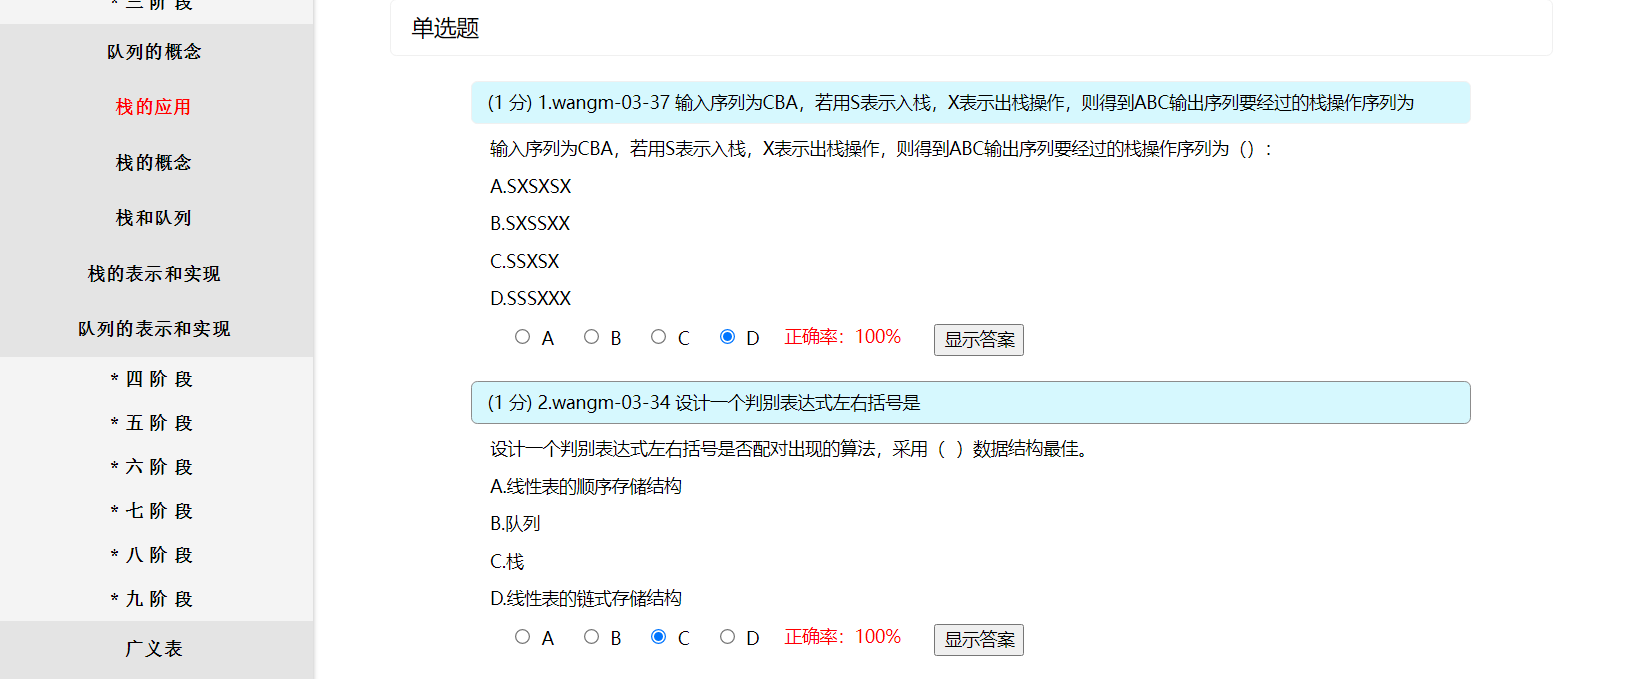 * 三 阶 段
队列的概念
栈的应用
栈的概念
栈和队列
栈的表示和实现
队列的表示和实现
* 四 阶 段
* 五 阶 段
* 六 阶 段
* 七 阶 段
* 八 阶 段
* 九 阶 段
广义表
单选题
(1 分) 1.wangm-03-37 输入序列为CBA，若用S表示入栈，X表示出栈操作，则得到ABC输出序列要经过的栈操作序列为
输入序列为CBA，若用S表示入栈，X表示出栈操作，则得到ABC输出序列要经过的栈操作序列为（）：
A.SXSXSX
B.SXSSXX
C.SSXSX
D.SSSXXX
A B C D 正确率：100% 显示答案
(1 分) 2.wangm-03-34 设计一个判别表达式左右括号是
设计一个判别表达式左右括号是否配对出现的算法，采用（ ）数据结构最佳。
A.线性表的顺序存储结构
B.队列
C.栈
D.线性表的链式存储结构
A B C D 正确率：100% 显示答案